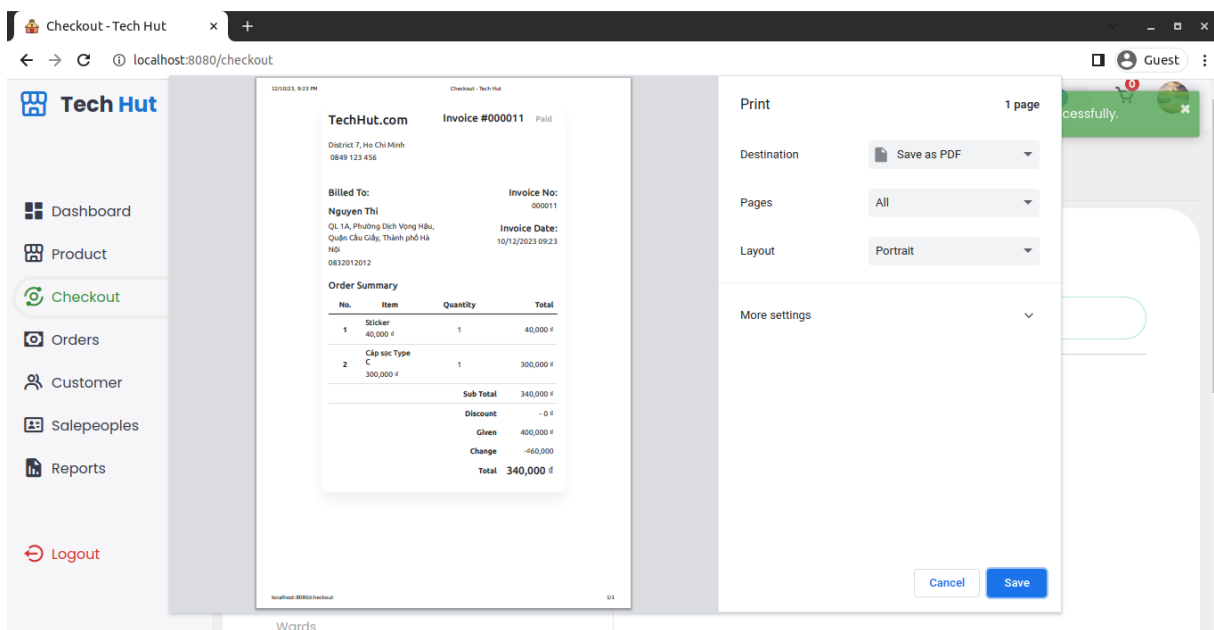 Checkout - Tech Hut
localhost:8080/checkout
Guest
Tech Hut
Dashboard
Product
Checkout
Orders
Customer
Salepeoples
Reports
Logout
12/10/23, 9:23 PM Checkout - Tech Hut
TechHut.com Invoice #000011 Paid
District 7, Ho Chi Minh
0849 123 456
Billed To: Invoice No:
000011
Nguyen Thi
QL 1A, Phường Dịch Vọng Hậu,
Quận Cầu Giấy, Thành phố Hà
Nội
Invoice Date:
10/12/2023 09:23
0832012012
Order Summary
No. Item Quantity Total
1 Sticker 1 40,000 ₫
40,000 ₫
2 Cáp sạc Type
C 1 300,000 ₫
300,000 ₫
Sub Total 340,000 ₫
Discount - 0 ₫
Given 400,000 ₫
Change -₫60,000
Total 340,000 ₫
localhost:8080/checkout 1/1
Print 1 page
Destination Save as PDF
Pages All
Layout Portrait
More settings
Cancel Save
0
cessfully.
Wards